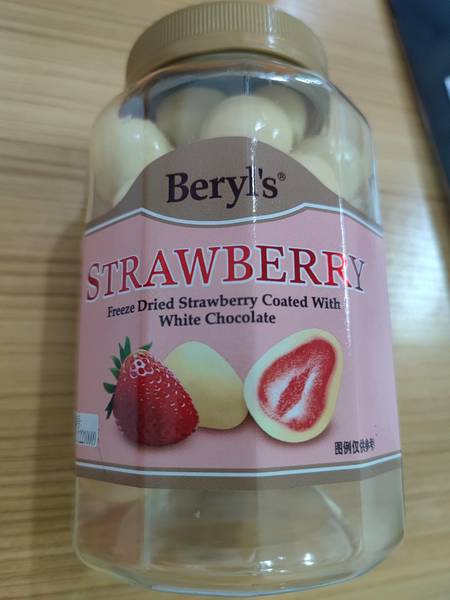 Beryl's®
STRAWBERRY
Freeze Dried Strawberry Coated With
White Chocolate
图例仅供参考